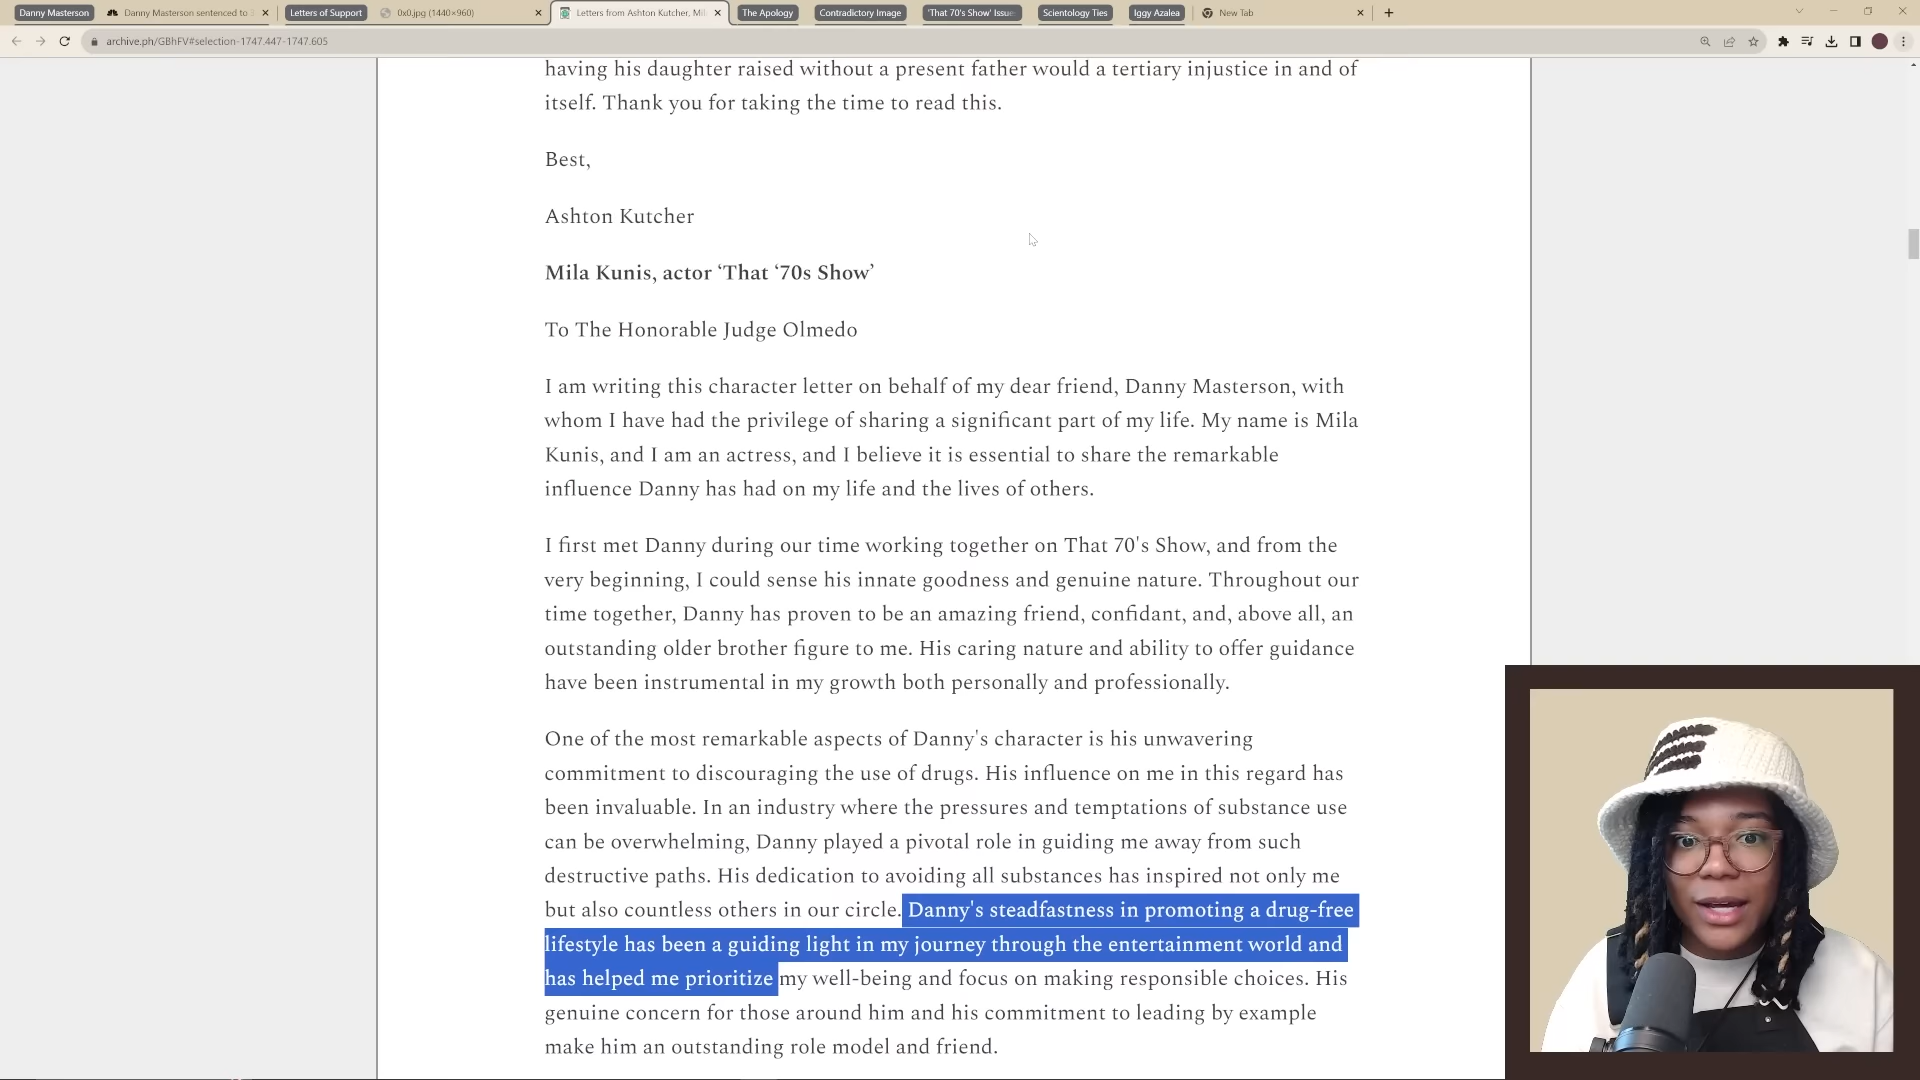 Danny Masterson
Danny Masterson sentenced to 3
Letters of Support
0x0.jpg (1440×960)
Letters from Ashton Kutcher, Mil
The Apology
Contradictory Image
'That 70's Show' Issue
Scientology Ties
Iggy Azalea
New Tab
archive.ph/GBhFV#selection-1747.447-1747.605
having his daughter raised without a present father would a tertiary injustice in and of
itself. Thank you for taking the time to read this.
Best,
Ashton Kutcher
Mila Kunis, actor ‘That ‘70s Show’
To The Honorable Judge Olmedo
I am writing this character letter on behalf of my dear friend, Danny Masterson, with
whom I have had the privilege of sharing a significant part of my life. My name is Mila
Kunis, and I am an actress, and I believe it is essential to share the remarkable
influence Danny has had on my life and the lives of others.
I first met Danny during our time working together on That 70's Show, and from the
very beginning, I could sense his innate goodness and genuine nature. Throughout our
time together, Danny has proven to be an amazing friend, confidant, and, above all, an
outstanding older brother figure to me. His caring nature and ability to offer guidance
have been instrumental in my growth both personally and professionally.
One of the most remarkable aspects of Danny's character is his unwavering
commitment to discouraging the use of drugs. His influence on me in this regard has
been invaluable. In an industry where the pressures and temptations of substance use
can be overwhelming, Danny played a pivotal role in guiding me away from such
destructive paths. His dedication to avoiding all substances has inspired not only me
but also countless others in our circle. Danny's steadfastness in promoting a drug-free
lifestyle has been a guiding light in my journey through the entertainment world and
has helped me prioritize my well-being and focus on making responsible choices. His
genuine concern for those around him and his commitment to leading by example
make him an outstanding role model and friend.